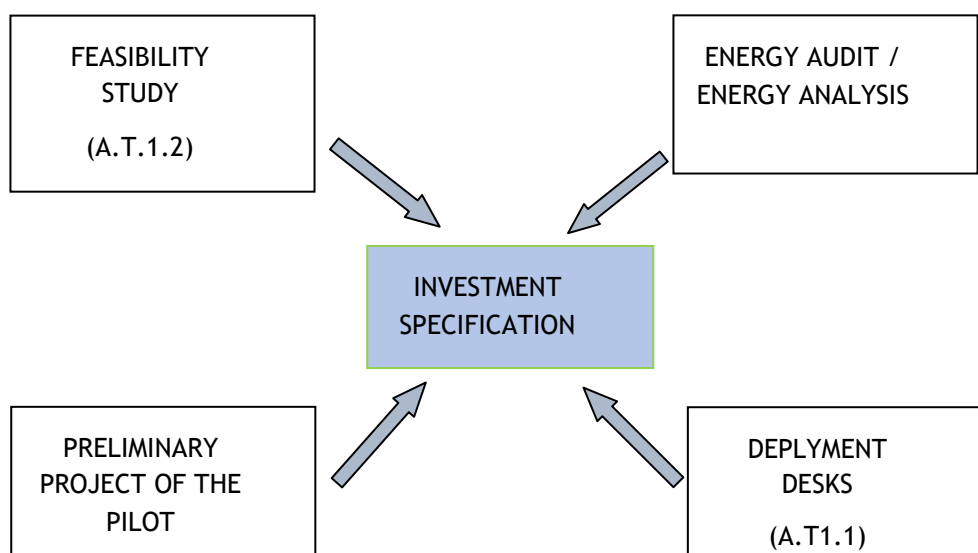 FEASIBILITY
STUDY
(A.T.1.2)
ENERGY AUDIT /
ENERGY ANALYSIS
INVESTMENT
SPECIFICATION
PRELIMINARY
PROJECT OF THE
PILOT
DEPLYMENT
DESKS
(A.T1.1)